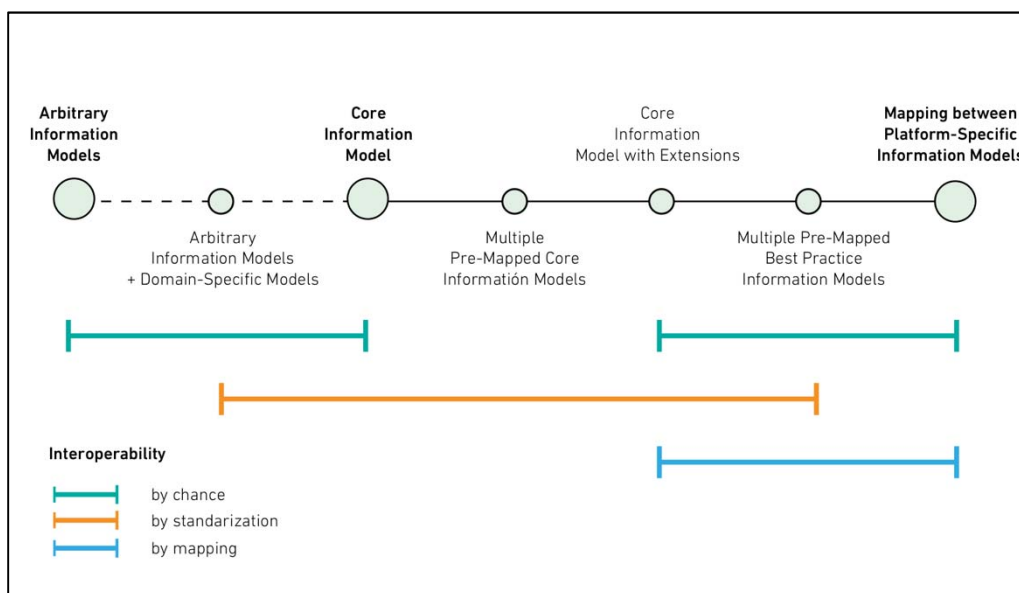 Arbitrary
Information
Models
Core
Information
Model
Core
Information
Model with Extensions
Mapping between
Platform-Specific
Information Models
Arbitrary
Information Models
+ Domain-Specific Models
Multiple
Pre-Mapped Core
Informatión Models
Multiple Pre-Mapped
Best Practice
Information Models
Interoperability
by chance
by standarization
by mapping